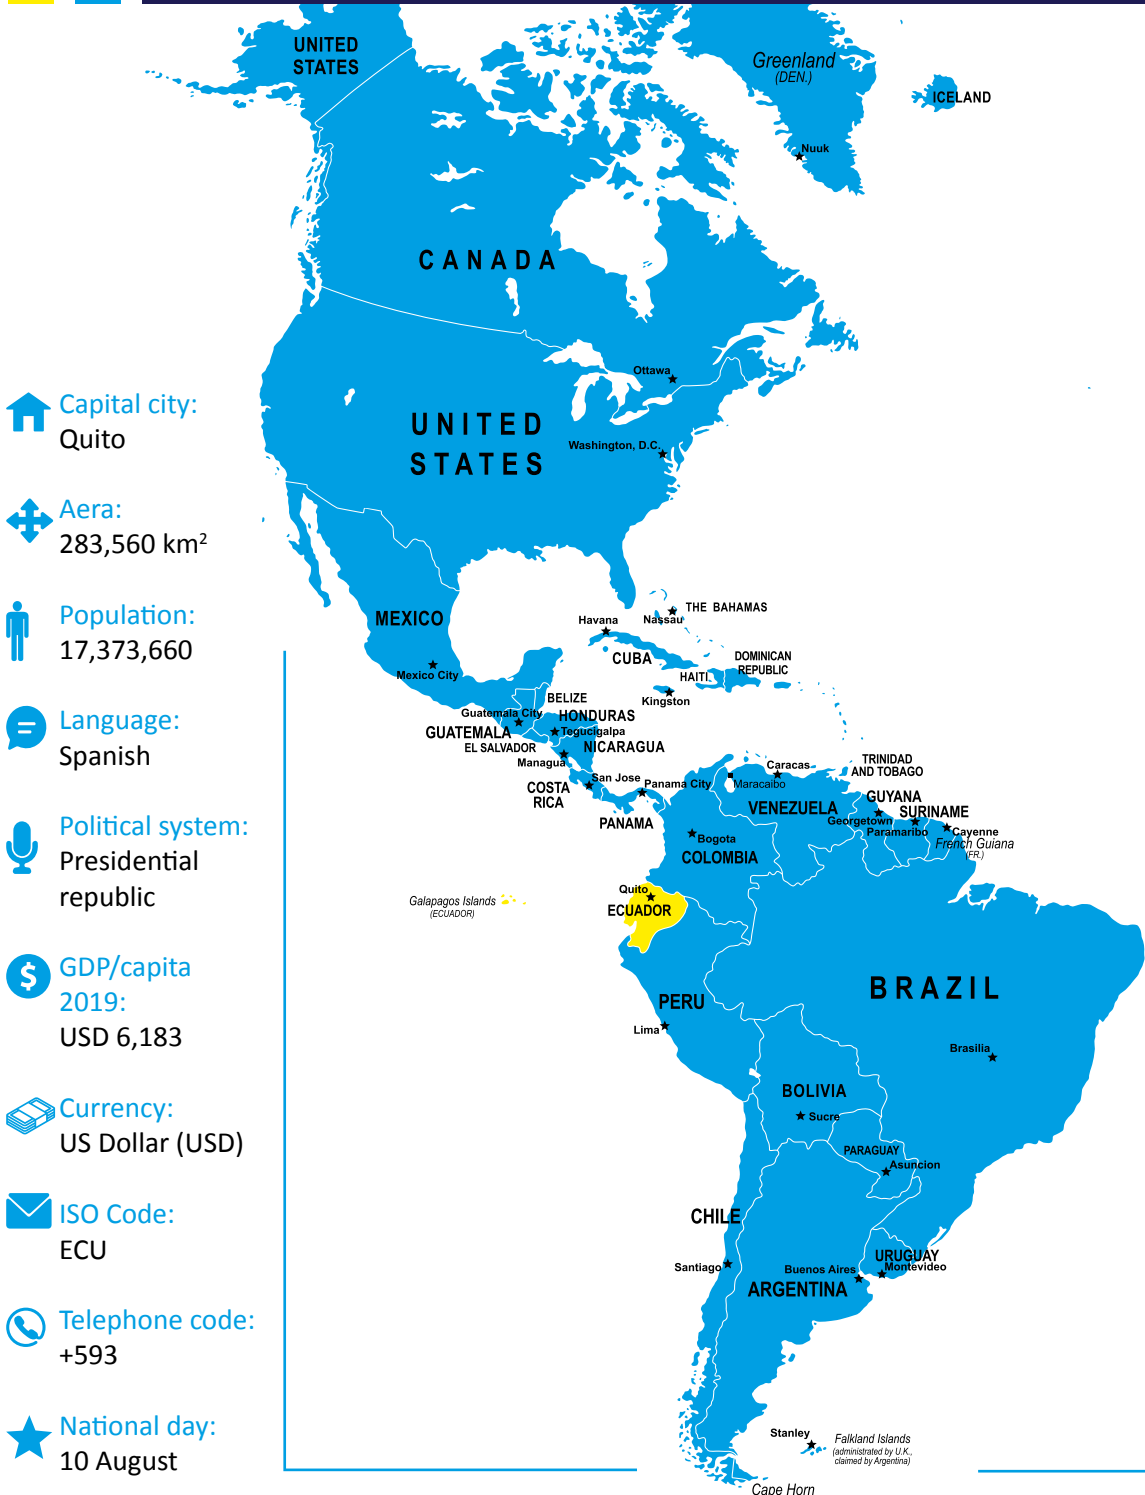 Capital city:
Quito
Aera:
283,560 km²
Population:
17,373,660
Language:
Spanish
Political system:
Presidential
republic
GDP/capita
2019:
USD 6,183
Currency:
US Dollar (USD)
ISO Code:
ECU
Telephone code:
+593
National day:
10 August
UNITED
STATES
Greenland
(DEN.)
ICELAND
Nuuk
CANADA
Ottawa
UNITED
STATES
Washington, D.C.
MEXICO
Mexico City
Havana
Nassau
THE BAHAMAS
CUBA
HAITI
DOMINICAN
REPUBLIC
Kingston
BELIZE
Guatemala City
HONDURAS
GUATEMALA
Tegucigalpa
EL SALVADOR
NICARAGUA
Managua
San Jose
COSTA
RICA
Panama City
PANAMA
Maracaibo
Caracas
TRINIDAD
AND TOBAGO
VENEZUELA
GUYANA
Georgetown
SURINAME
Paramaribo
Cayenne
French Guiana
(FR.)
Bogota
COLOMBIA
Galapagos Islands
(ECUADOR)
Quito
ECUADOR
PERU
Lima
BRAZIL
Brasilia
BOLIVIA
Sucre
PARAGUAY
Asuncion
CHILE
Santiago
URUGUAY
Montevideo
Buenos Aires
ARGENTINA
Stanley
Falkland Islands
(administrated by U.K.,
claimed by Argentina)
Cape Horn